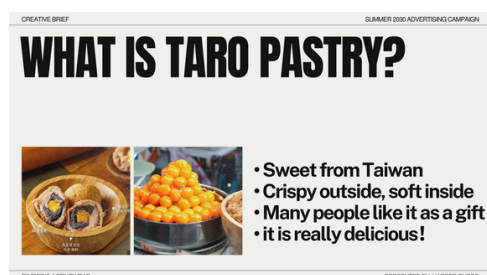 CREATIVE BRIEF
SUMMER 2030 ADVERTISING CAMPAIGN
WHAT IS TARO PASTRY?
• Sweet from Taiwan
• Crispy outside, soft inside
• Many people like it as a gift
• it is really delicious!